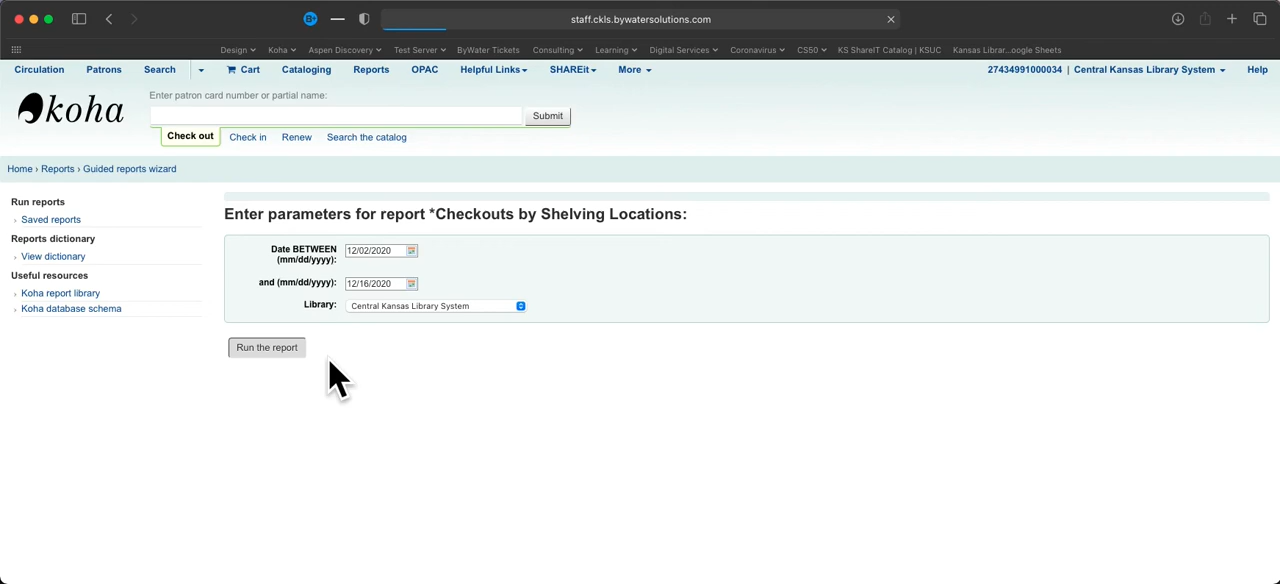 B+ staff.ckls.bywatersolutions.com
Design Koha Aspen Discovery Test Server ByWater Tickets Consulting Learning Digital Services Coronavirus CS50 KS ShareIT Catalog | KSUC Kansas Librar...oogle Sheets
Circulation Patrons Search Cart Cataloging Reports OPAC Helpful Links SHAREit More 27434991000034 | Central Kansas Library System Help
koha
Enter patron card number or partial name:
Submit
Check out Check in Renew Search the catalog
Home › Reports › Guided reports wizard
Run reports
› Saved reports
Reports dictionary
› View dictionary
Useful resources
› Koha report library
› Koha database schema
Enter parameters for report *Checkouts by Shelving Locations:
Date BETWEEN
(mm/dd/yyyy): 12/02/2020
and (mm/dd/yyyy): 12/16/2020
Library: Central Kansas Library System
Run the report